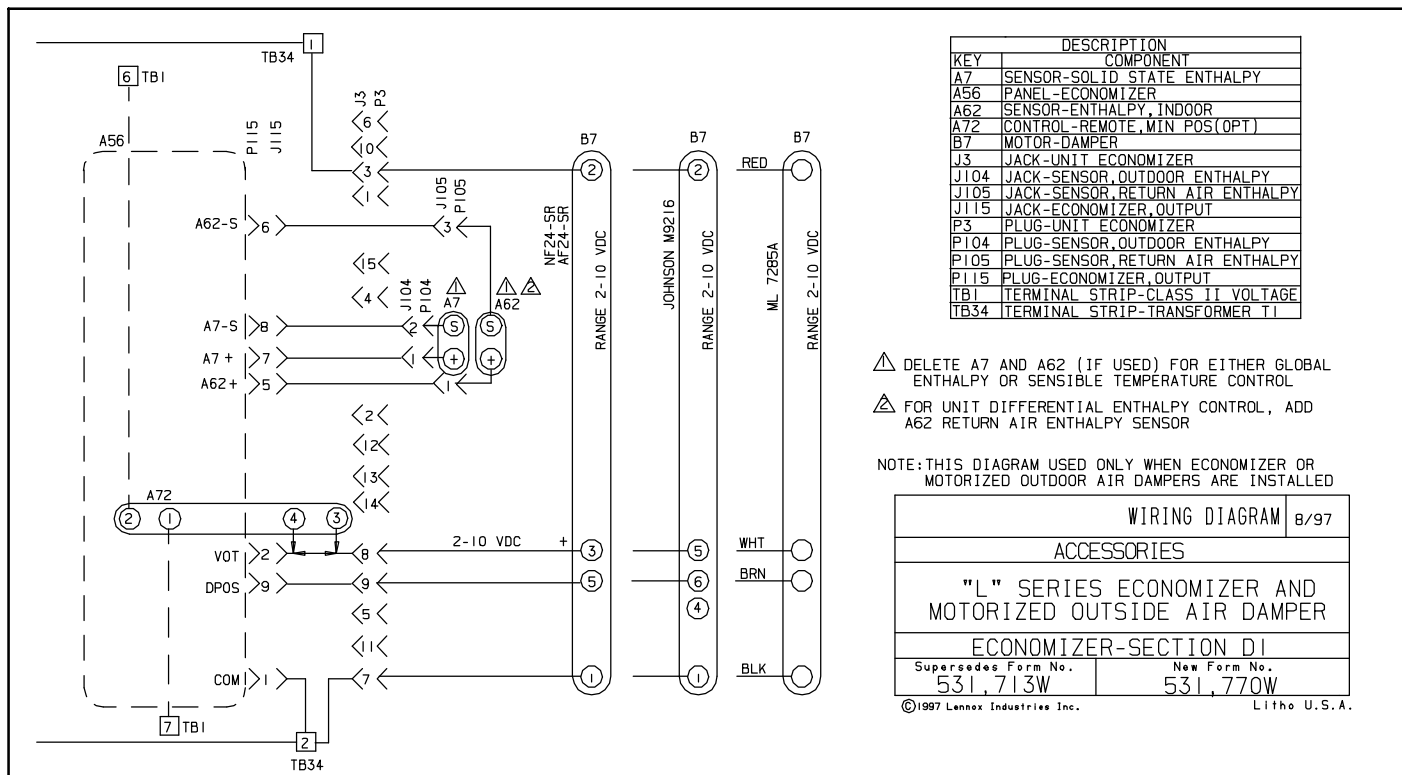 1
TB34
6 TB1
J3
P3
6
A56
P115
J115
10
B7
B7
B7
3
2
2
RED
1
J105
P105
A62-S
6
3
NF24-SR
AF24-SR
RANGE 2-10 VDC
JOHNSON M9216
RANGE 2-10 VDC
ML 7285A
RANGE 2-10 VDC
15
4
J104
P104
1
A7
1 2
A62
A7-S
8
2
S
S
A7 +
7
1
+
+
A62+
5
1
2
12
13
14
A72
2
1
4
3
VOT
2
8
2-10 VDC
+
3
5
WHT
DPOS
9
9
5
6
BRN
4
5
11
COM
1
7
1
1
BLK
7 TB1
2
TB34
DESCRIPTION
KEY COMPONENT
A7 SENSOR-SOLID STATE ENTHALPY
A56 PANEL-ECONOMIZER
A62 SENSOR-ENTHALPY, INDOOR
A72 CONTROL-REMOTE, MIN POS(OPT)
B7 MOTOR-DAMPER
J3 JACK-UNIT ECONOMIZER
J104 JACK-SENSOR, OUTDOOR ENTHALPY
J105 JACK-SENSOR, RETURN AIR ENTHALPY
J115 JACK-ECONOMIZER, OUTPUT
P3 PLUG-UNIT ECONOMIZER
P104 PLUG-SENSOR, OUTDOOR ENTHALPY
P105 PLUG-SENSOR, RETURN AIR ENTHALPY
P115 PLUG-ECONOMIZER, OUTPUT
TB1 TERMINAL STRIP-CLASS II VOLTAGE
TB34 TERMINAL STRIP-TRANSFORMER T1
1 DELETE A7 AND A62 (IF USED) FOR EITHER GLOBAL
ENTHALPY OR SENSIBLE TEMPERATURE CONTROL
2 FOR UNIT DIFFERENTIAL ENTHALPY CONTROL, ADD
A62 RETURN AIR ENTHALPY SENSOR
NOTE: THIS DIAGRAM USED ONLY WHEN ECONOMIZER OR
MOTORIZED OUTDOOR AIR DAMPERS ARE INSTALLED
WIRING DIAGRAM 8/97
ACCESSORIES
"L" SERIES ECONOMIZER AND
MOTORIZED OUTSIDE AIR DAMPER
ECONOMIZER-SECTION D1
Supersedes Form No. New Form No.
531,713W 531,770W
©1997 Lennox Industries Inc. Litho U.S.A.